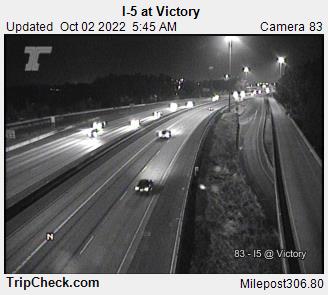 I-5 at Victory
Updated Oct 02 2022 5:45 AM Camera 83
T
N
83 - I5 @ Victory
TripCheck.com Milepost306.80